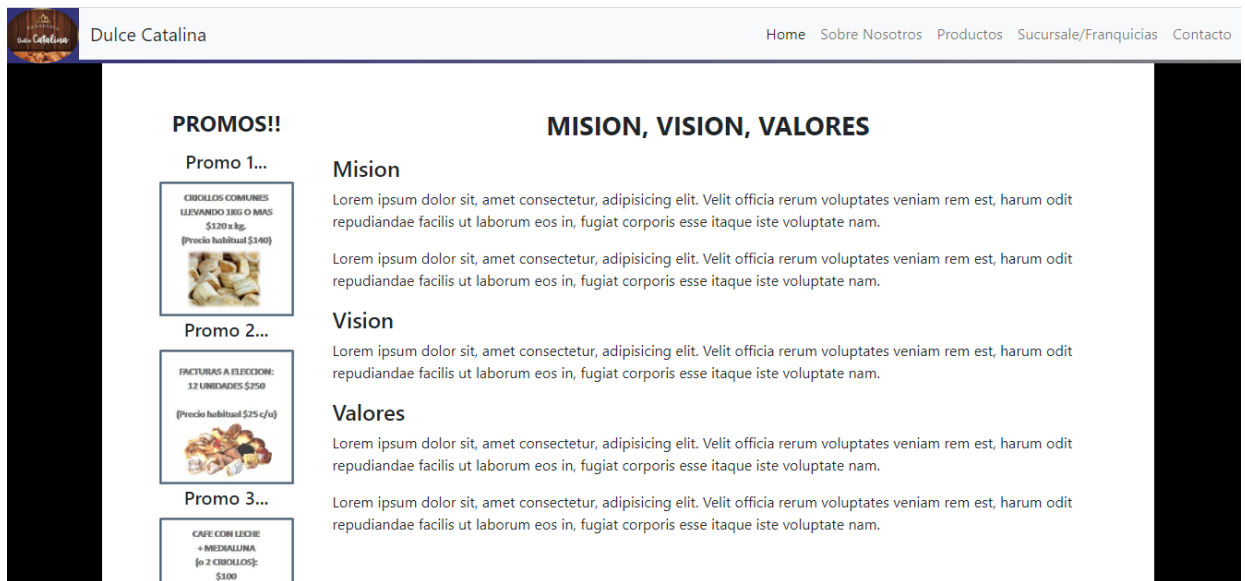 Dulce Catalina
Dulce Catalina
Home Sobre Nosotros Productos Sucursale/Franquicias Contacto
PROMOS!!
Promo 1...
CRIOLLOS COMUNES
LLEVANDO 1KG O MAS
$120 x kg.
(Precio habitual $140)
Promo 2...
FACTURAS A ELECCION:
12 UNIDADES $250
(Precio habitual $25 c/u)
Promo 3...
CAFE CON LECHE
+ MEDIALUNA
(o 2 CRIOLLOS):
$100
MISION, VISION, VALORES
Mision
Lorem ipsum dolor sit, amet consectetur, adipisicing elit. Velit officia rerum voluptates veniam rem est, harum odit
repudiandae facilis ut laborum eos in, fugiat corporis esse itaque iste voluptate nam.
Lorem ipsum dolor sit, amet consectetur, adipisicing elit. Velit officia rerum voluptates veniam rem est, harum odit
repudiandae facilis ut laborum eos in, fugiat corporis esse itaque iste voluptate nam.
Vision
Lorem ipsum dolor sit, amet consectetur, adipisicing elit. Velit officia rerum voluptates veniam rem est, harum odit
repudiandae facilis ut laborum eos in, fugiat corporis esse itaque iste voluptate nam.
Valores
Lorem ipsum dolor sit, amet consectetur, adipisicing elit. Velit officia rerum voluptates veniam rem est, harum odit
repudiandae facilis ut laborum eos in, fugiat corporis esse itaque iste voluptate nam.
Lorem ipsum dolor sit, amet consectetur, adipisicing elit. Velit officia rerum voluptates veniam rem est, harum odit
repudiandae facilis ut laborum eos in, fugiat corporis esse itaque iste voluptate nam.